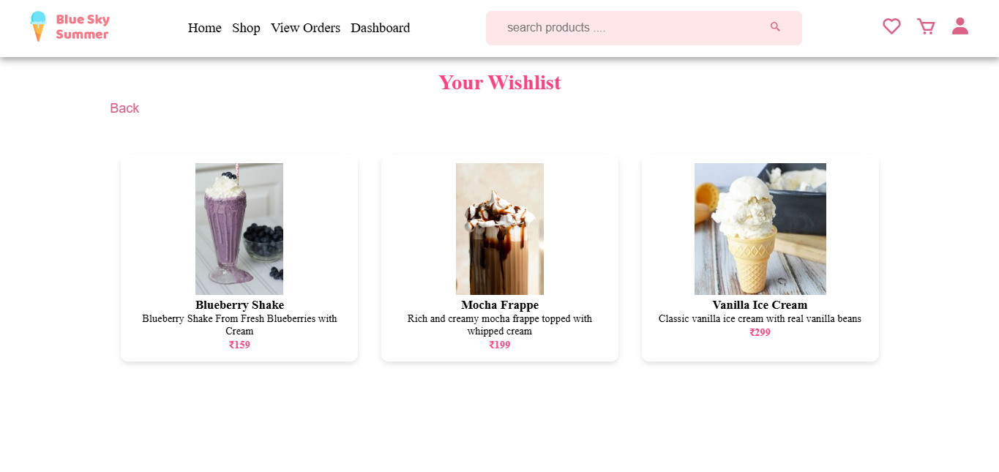 Blue Sky
Summer
Home Shop View Orders Dashboard
search products ....
Your Wishlist
Back
Blueberry Shake
Blueberry Shake From Fresh Blueberries with
Cream
₹159
Mocha Frappe
Rich and creamy mocha frappe topped with
whipped cream
₹199
Vanilla Ice Cream
Classic vanilla ice cream with real vanilla beans
₹299